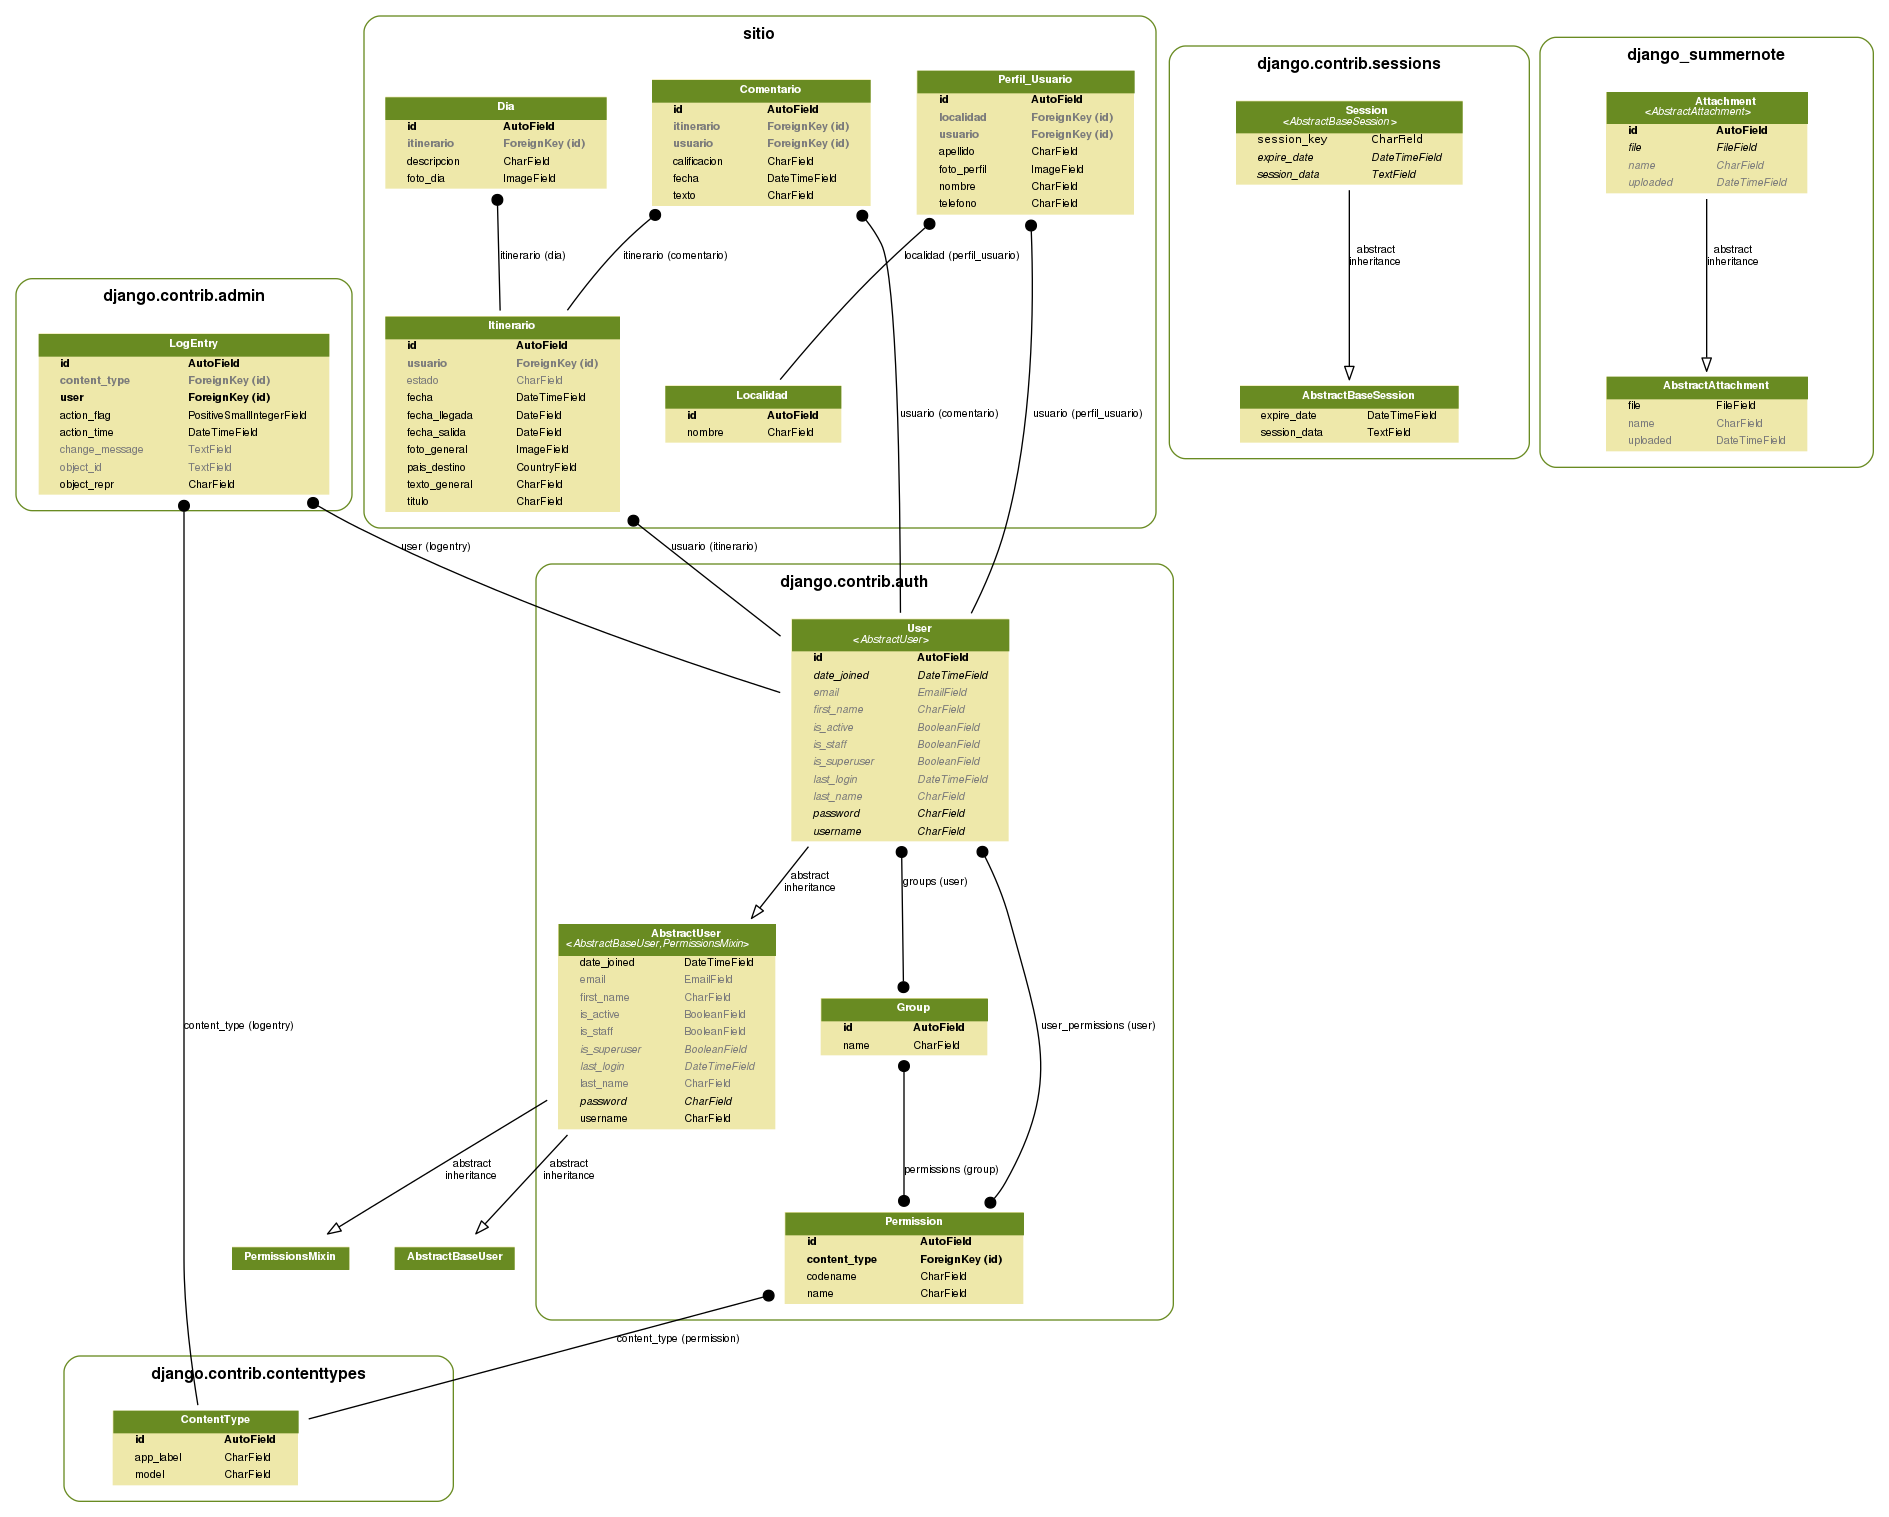 sitio
Dia
id AutoField
itinerario ForeignKey (id)
descripcion CharField
foto_dia ImageField
Comentario
id AutoField
itinerario ForeignKey (id)
usuario ForeignKey (id)
calificacion CharField
fecha DateTimeField
texto CharField
Perfil_Usuario
id AutoField
localidad ForeignKey (id)
usuario ForeignKey (id)
apellido CharField
foto_perfil ImageField
nombre CharField
telefono CharField
itinerario (dia)
itinerario (comentario)
localidad (perfil_usuario)
Itinerario
id AutoField
usuario ForeignKey (id)
estado CharField
fecha DateTimeField
fecha_llegada DateField
fecha_salida DateField
foto_general ImageField
pais_destino CountryField
texto_general CharField
titulo CharField
Localidad
id AutoField
nombre CharField
usuario (comentario)
usuario (perfil_usuario)
django.contrib.sessions
Session
<AbstractBaseSession>
session_key CharField
expire_date DateTimeField
session_data TextField
abstract
inheritance
AbstractBaseSession
expire_date DateTimeField
session_data TextField
django_summernote
Attachment
<AbstractAttachment>
id AutoField
file FileField
name CharField
uploaded DateTimeField
abstract
inheritance
AbstractAttachment
file FileField
name CharField
uploaded DateTimeField
django.contrib.admin
LogEntry
id AutoField
content_type ForeignKey (id)
user ForeignKey (id)
action_flag PositiveSmallIntegerField
action_time DateTimeField
change_message TextField
object_id TextField
object_repr CharField
user (logentry)
usuario (itinerario)
django.contrib.auth
User
<AbstractUser>
id AutoField
date_joined DateTimeField
email EmailField
first_name CharField
is_active BooleanField
is_staff BooleanField
is_superuser BooleanField
last_login DateTimeField
last_name CharField
password CharField
username CharField
abstract
inheritance
groups (user)
AbstractUser
<AbstractBaseUser,PermissionsMixin>
date_joined DateTimeField
email EmailField
first_name CharField
is_active BooleanField
is_staff BooleanField
is_superuser BooleanField
last_login DateTimeField
last_name CharField
password CharField
username CharField
Group
id AutoField
name CharField
content_type (logentry)
user_permissions (user)
abstract
inheritance
abstract
inheritance
permissions (group)
PermissionsMixin
AbstractBaseUser
Permission
id AutoField
content_type ForeignKey (id)
codename CharField
name CharField
content_type (permission)
django.contrib.contenttypes
ContentType
id AutoField
app_label CharField
model CharField